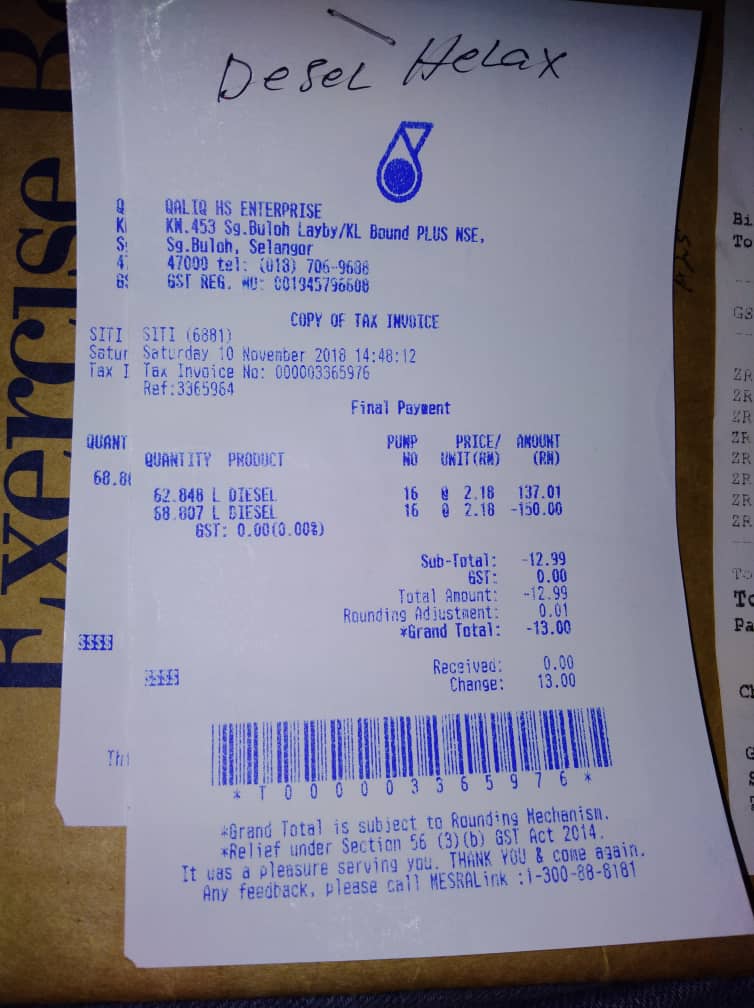 Exercise
Desel Helax
QALIQ HS ENTERPRISE
KM.453 Sg.Buloh Layby/KL Bound PLUS NSE,
Sg.Buloh, Selangor
47000 tel: (018) 706-9688
GST REG. NO: 001945796608
COPY OF TAX INVOICE
SITI (6881)
Saturday 10 November 2018 14:48:12
Tax Invoice No: 000003365976
Ref:3365964
Final Payment
PUMP PRICE/ AMOUNT
QUANTITY PRODUCT NO UNIT(RM) (RM)
62.848 L DIESEL 16 @ 2.18 137.01
68.807 L DIESEL 16 @ 2.18 -150.00
GST: 0.00(0.00%)
Sub-Total: -12.99
GST: 0.00
Total Amount: -12.99
Rounding Adjustment: 0.01
*Grand Total: -13.00
Received: 0.00
Change: 13.00
* T 0 0 0 0 0 3 3 6 5 9 7 6 *
*Grand Total is subject to Rounding Mechanism.
*Relief under Section 56 (3)(b) GST Act 2014.
It was a pleasure serving you. THANK YOU & come again.
Any feedback, please call MESRALink :1-300-88-8181
Q
K
S
47
GS
SITI
Satur
Tax I
QUANT
68.80
Thi
Bi
To
GS
ZR
ZR
ZR
ZR
ZR
ZR
ZR
ZR
To
To
Pa
Ch
G
S